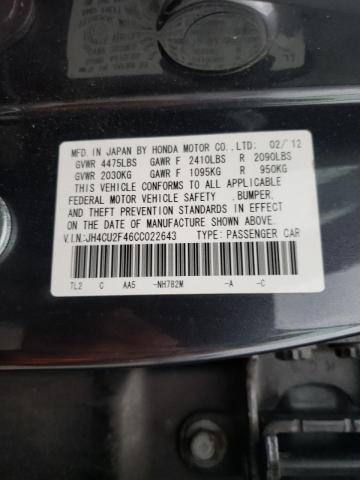 MFD. IN JAPAN BY HONDA MOTOR CO., LTD. 02/'12
GVWR 4475LBS GAWR F 2410LBS R 2090LBS
GVWR 2030KG GAWR F 1095KG R 950KG
THIS VEHICLE CONFORMS TO ALL APPLICABLE
FEDERAL MOTOR VEHICLE SAFETY ,BUMPER,
AND THEFT PREVENTION STANDARDS IN EFFECT
ON THE DATE OF MANUFACTURE SHOWN ABOVE.
V.I.N:JH4CU2F46CC022643 TYPE: PASSENGER CAR
TL2 C AA5 -NH782M -A -C